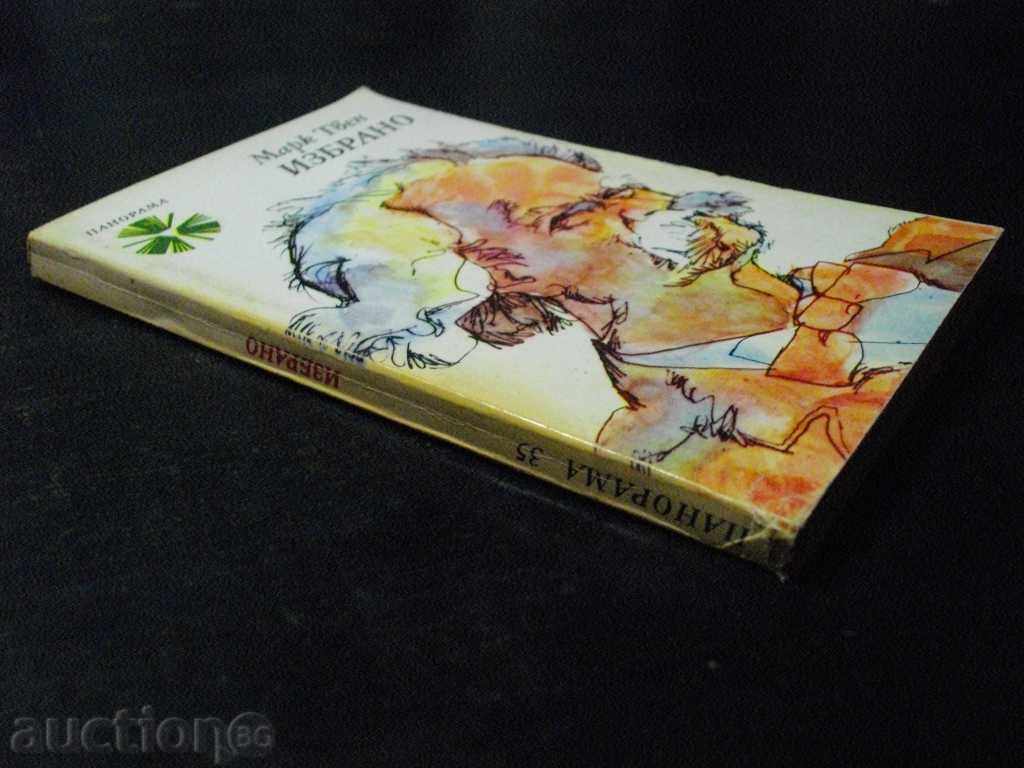 Марк Твен
ИЗБРАНО
ПАНОРАМА
ИЗБРАНО
ПАНОРАМА 35
auction BG